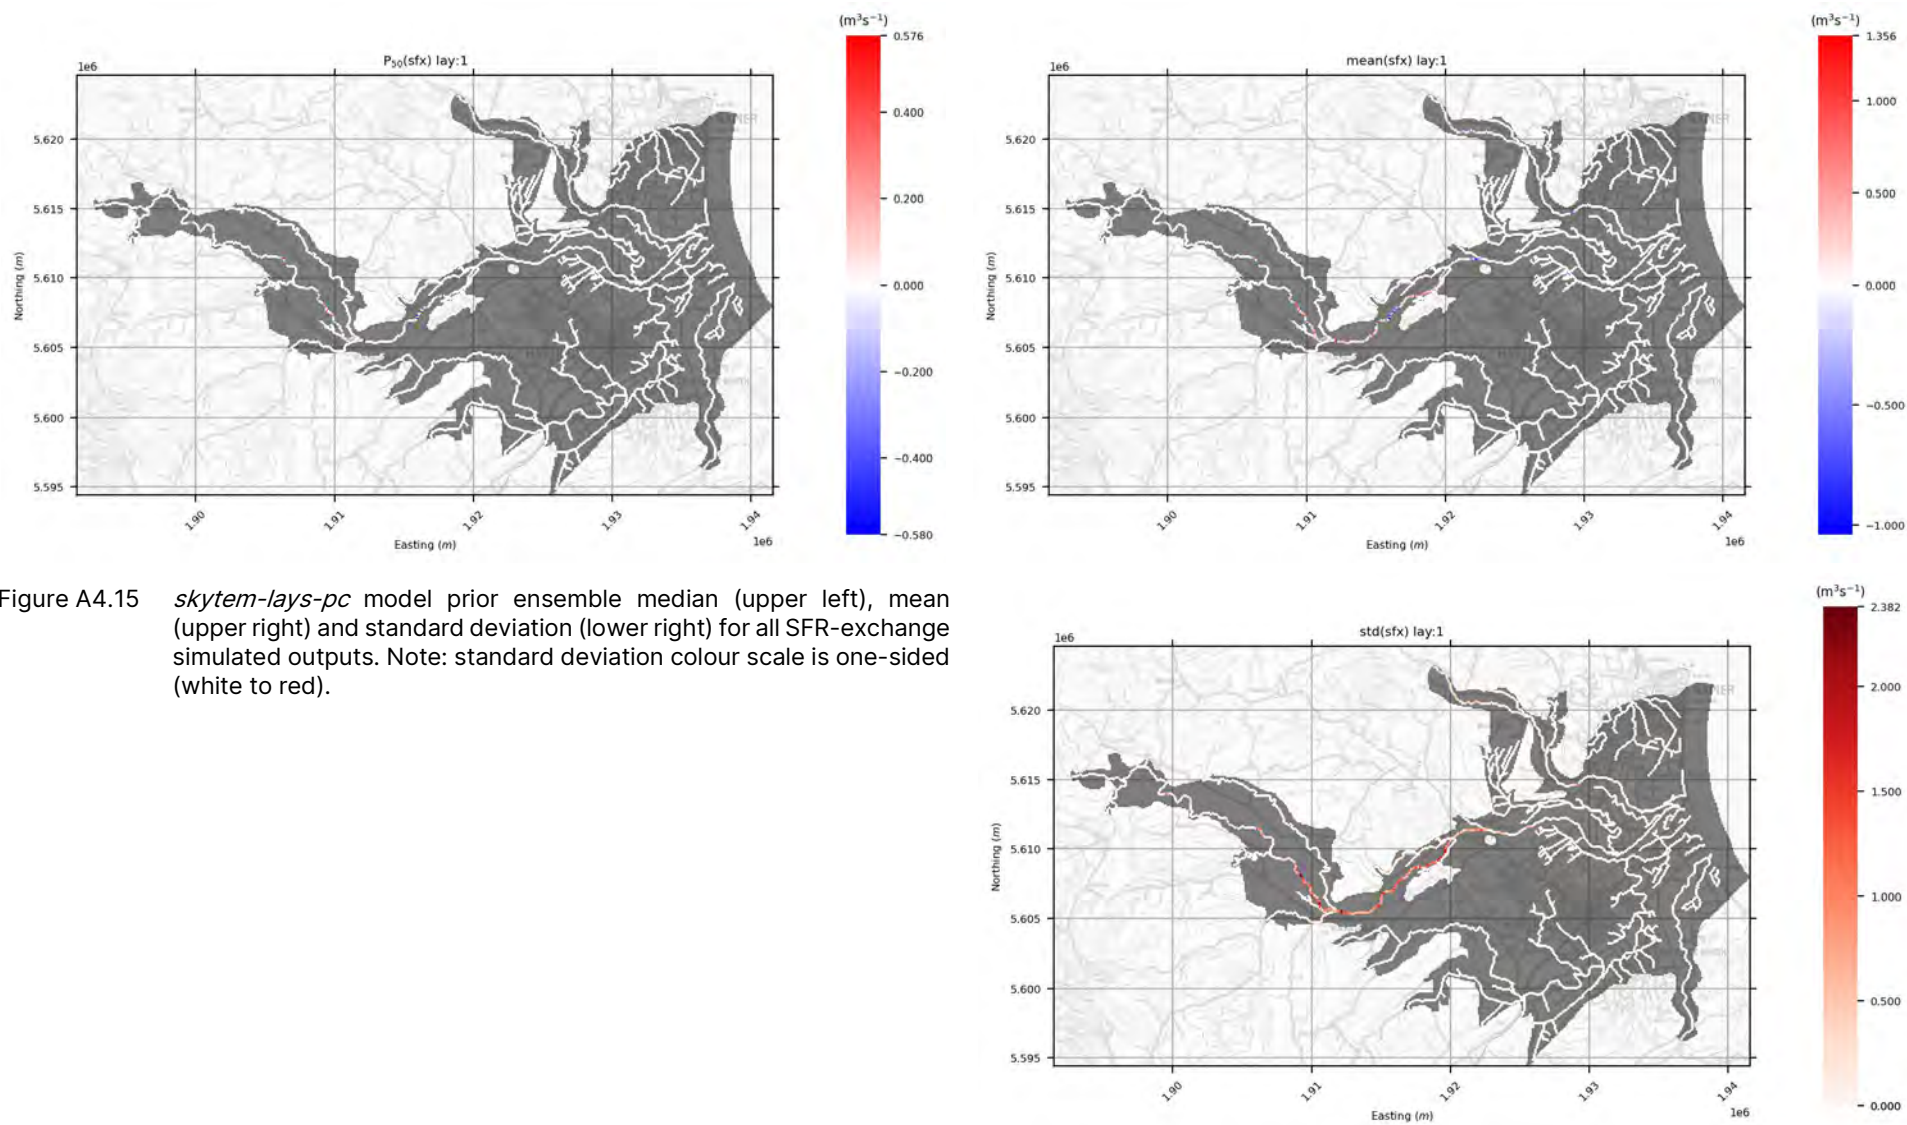 (m³s⁻¹)
P₅₀(sfx) lay:1
1e6
0.576
0.400
0.200
0.000
−0.200
−0.400
−0.580
5.620
5.615
5.610
5.605
5.600
5.595
Northing (m)
1.90
1.91
1.92
1.93
1.94
Easting (m)
1e6
(m³s⁻¹)
mean(sfx) lay:1
1e6
1.356
1.000
0.500
0.000
−0.500
−1.000
5.620
5.615
5.610
5.605
5.600
5.595
Northing (m)
1.90
1.91
1.92
1.93
1.94
Easting (m)
1e6
Figure A4.15 skytem-lays-pc model prior ensemble median (upper left), mean
(upper right) and standard deviation (lower right) for all SFR-exchange
simulated outputs. Note: standard deviation colour scale is one-sided
(white to red).
(m³s⁻¹)
std(sfx) lay:1
1e6
2.382
2.000
1.500
1.000
0.500
0.000
5.620
5.615
5.610
5.605
5.600
5.595
Northing (m)
1.90
1.91
1.92
1.93
1.94
Easting (m)
1e6